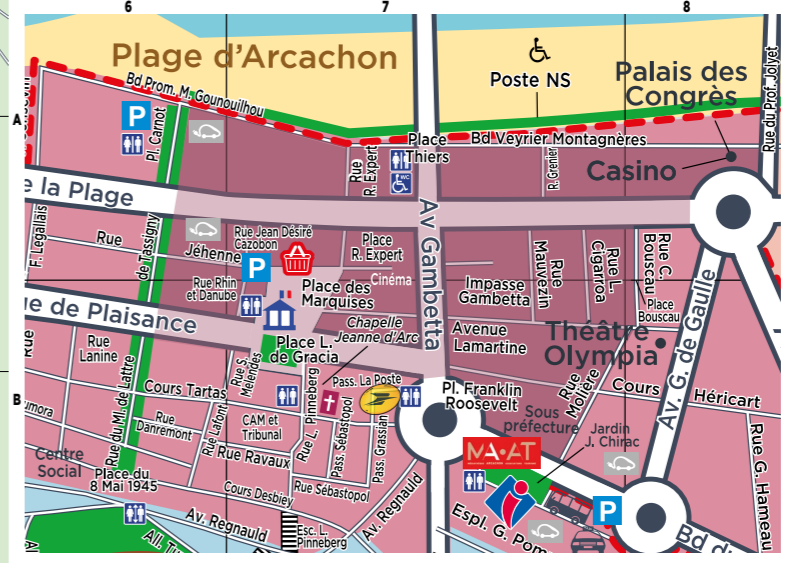 6
7
8
Plage d'Arcachon
Poste NS
Palais des
Congrès
Rue du Prof. Jolyet
Bd Prom. M. Gounouilhou
A
P
Pl. Carnot
Place
Thiers
Bd Veyrier Montagnères
Rue
R. Expert
WC
R. Grenier
Casino
e la Plage
F. Legallais
Rue
Jéhenne
de Tassigny
Rue Jean Désiré
Cazobon
Place
R. Expert
Av Gambetta
Rue
Mauvezin
Rue L.
Cigarroa
Rue C.
Bouscau
P
Rue Rhin
et Danube
Cinéma
Place des
Marquises
Impasse
Gambetta
Place
Bouscau
Av. G. de Gaulle
ue de Plaisance
Chapelle
Jeanne d'Arc
Avenue
Lamartine
Théâtre
Olympia
Rue
Rue
Lanine
Place L.
de Gracia
Rue S.
Melendes
Pass. La Poste
Rue
Molière
Cours Héricart
B
Cours Tartas
Rue du Ml. de Lattre
Pl. Franklin
Roosevelt
umora
Rue
Danremont
Rue Lafont
CAM et
Tribunal
Rue L. Pinneberg
Pass. Sébastopol
Pass. Grassian
Sous
préfecture
Jardin
J. Chirac
Rue G. Hameau
Centre
Social
Rue Ravaux
MA.AT
Place du
8 Mai 1945
Cours Desbiey
Rue Sébastopol
P
Av. Regnault
Av. Regnauld
Esc. L.
Pinneberg
Espl. G. Pom
Bd d
All. Tu